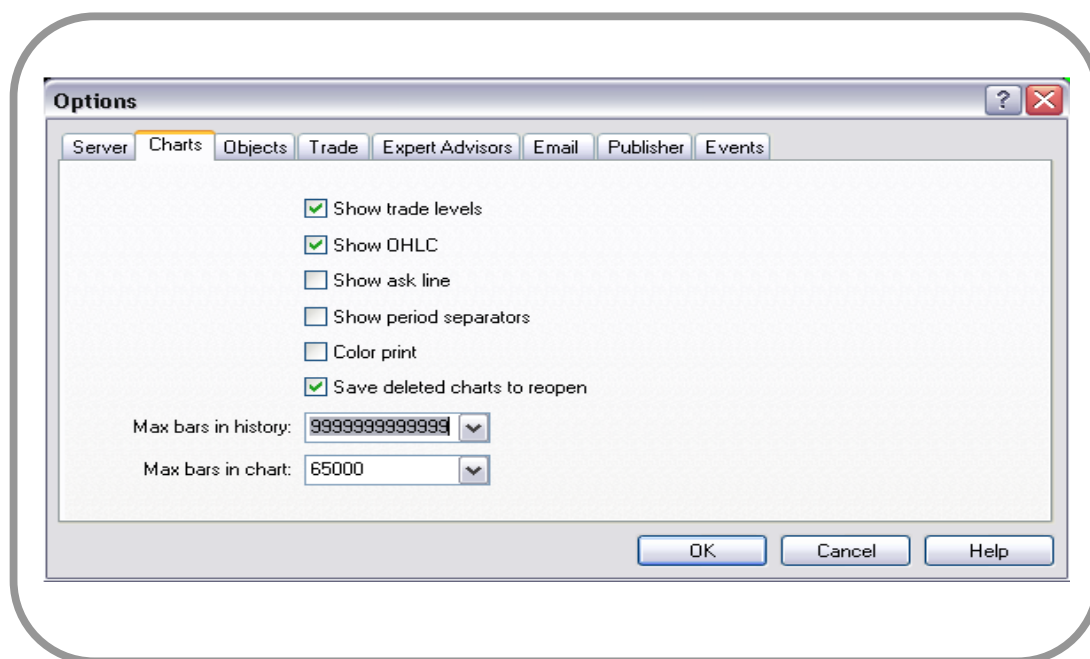 Options
Server Charts Objects Trade Expert Advisors Email Publisher Events
Show trade levels
Show OHLC
Show ask line
Show period separators
Color print
Save deleted charts to reopen
Max bars in history: 9999999999999
Max bars in chart: 65000
OK Cancel Help